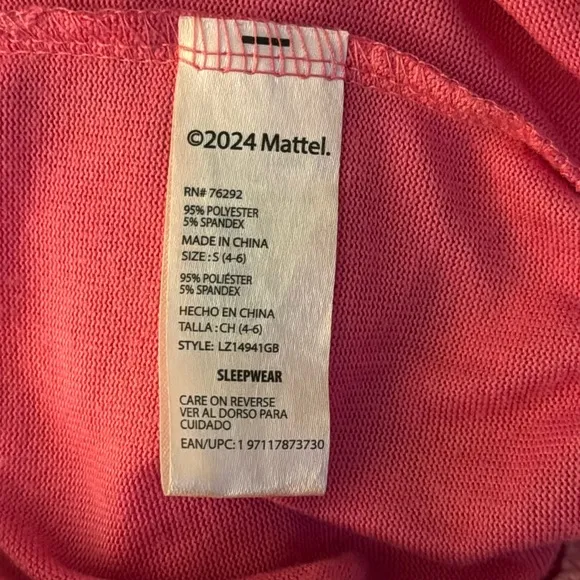 ©2024 Mattel.
RN# 76292
95% POLYESTER
5% SPANDEX
MADE IN CHINA
SIZE : S (4-6)
95% POLIÉSTER
5% SPANDEX
HECHO EN CHINA
TALLA : CH (4-6)
STYLE: LZ14941GB
SLEEPWEAR
CARE ON REVERSE
VER AL DORSO PARA
CUIDADO
EAN/UPC: 1 97117873730